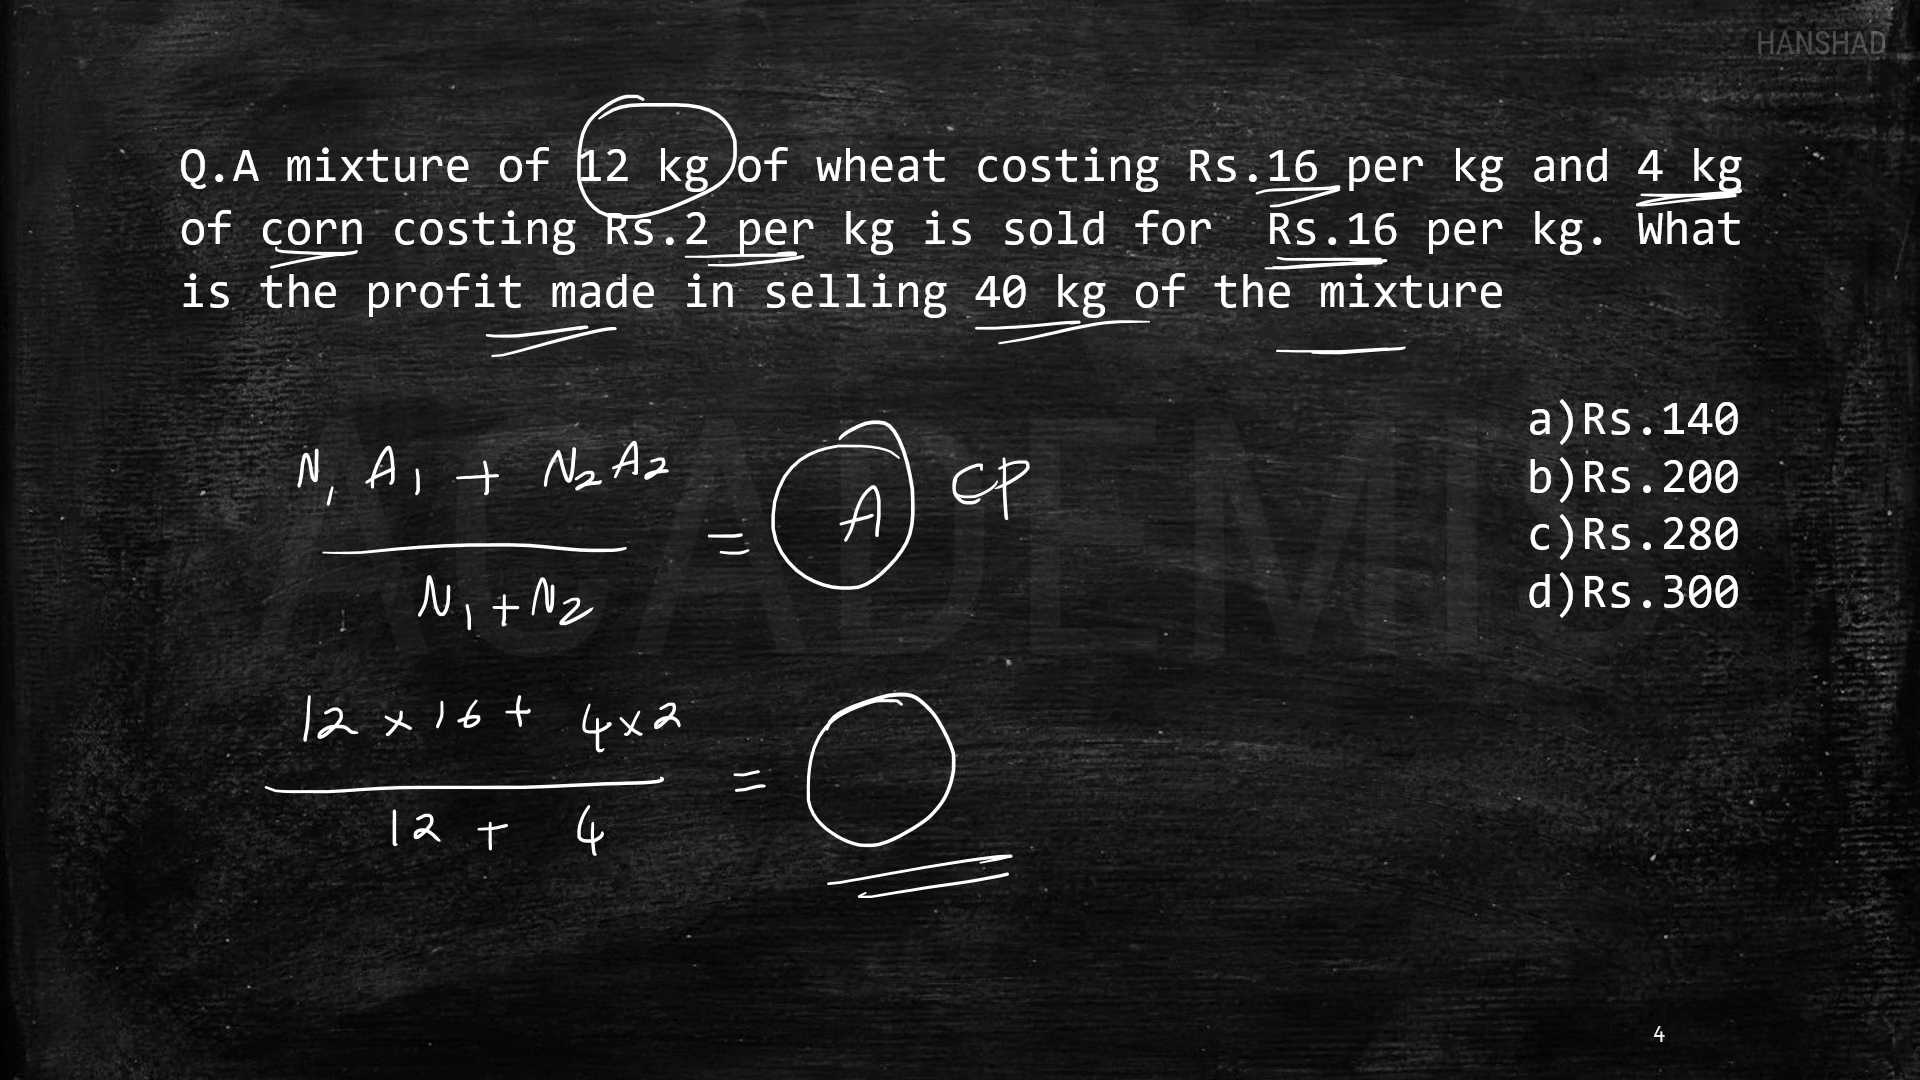 HANSHAD
Q.A mixture of 12 kg of wheat costing Rs.16 per kg and 4 kg
of corn costing Rs.2 per kg is sold for Rs.16 per kg. What
is the profit made in selling 40 kg of the mixture
a)Rs.140
b)Rs.200
c)Rs.280
d)Rs.300
N₁ A₁ + N₂ A₂
= A CP
N₁ + N₂
12 × 16 + 4 × 2
=
12 + 4
ACADEMIC
4